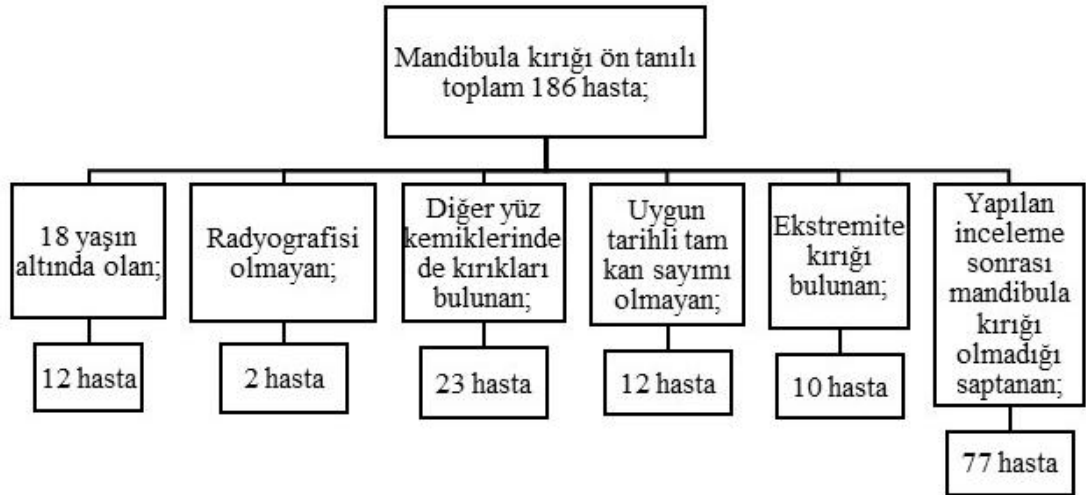 Mandibula kırığı ön tanılı
toplam 186 hasta;
18 yaşın
altında olan;
12 hasta
Radyografisi
olmayan;
2 hasta
Diğer yüz
kemiklerinde
de kırıkları
bulunan;
23 hasta
Uygun
tarihli tam
kan sayımı
olmayan;
12 hasta
Ekstremite
kırığı
bulunan;
10 hasta
Yapılan
inceleme
sonrası
mandibula
kırığı
olmadığı
saptanan;
77 hasta